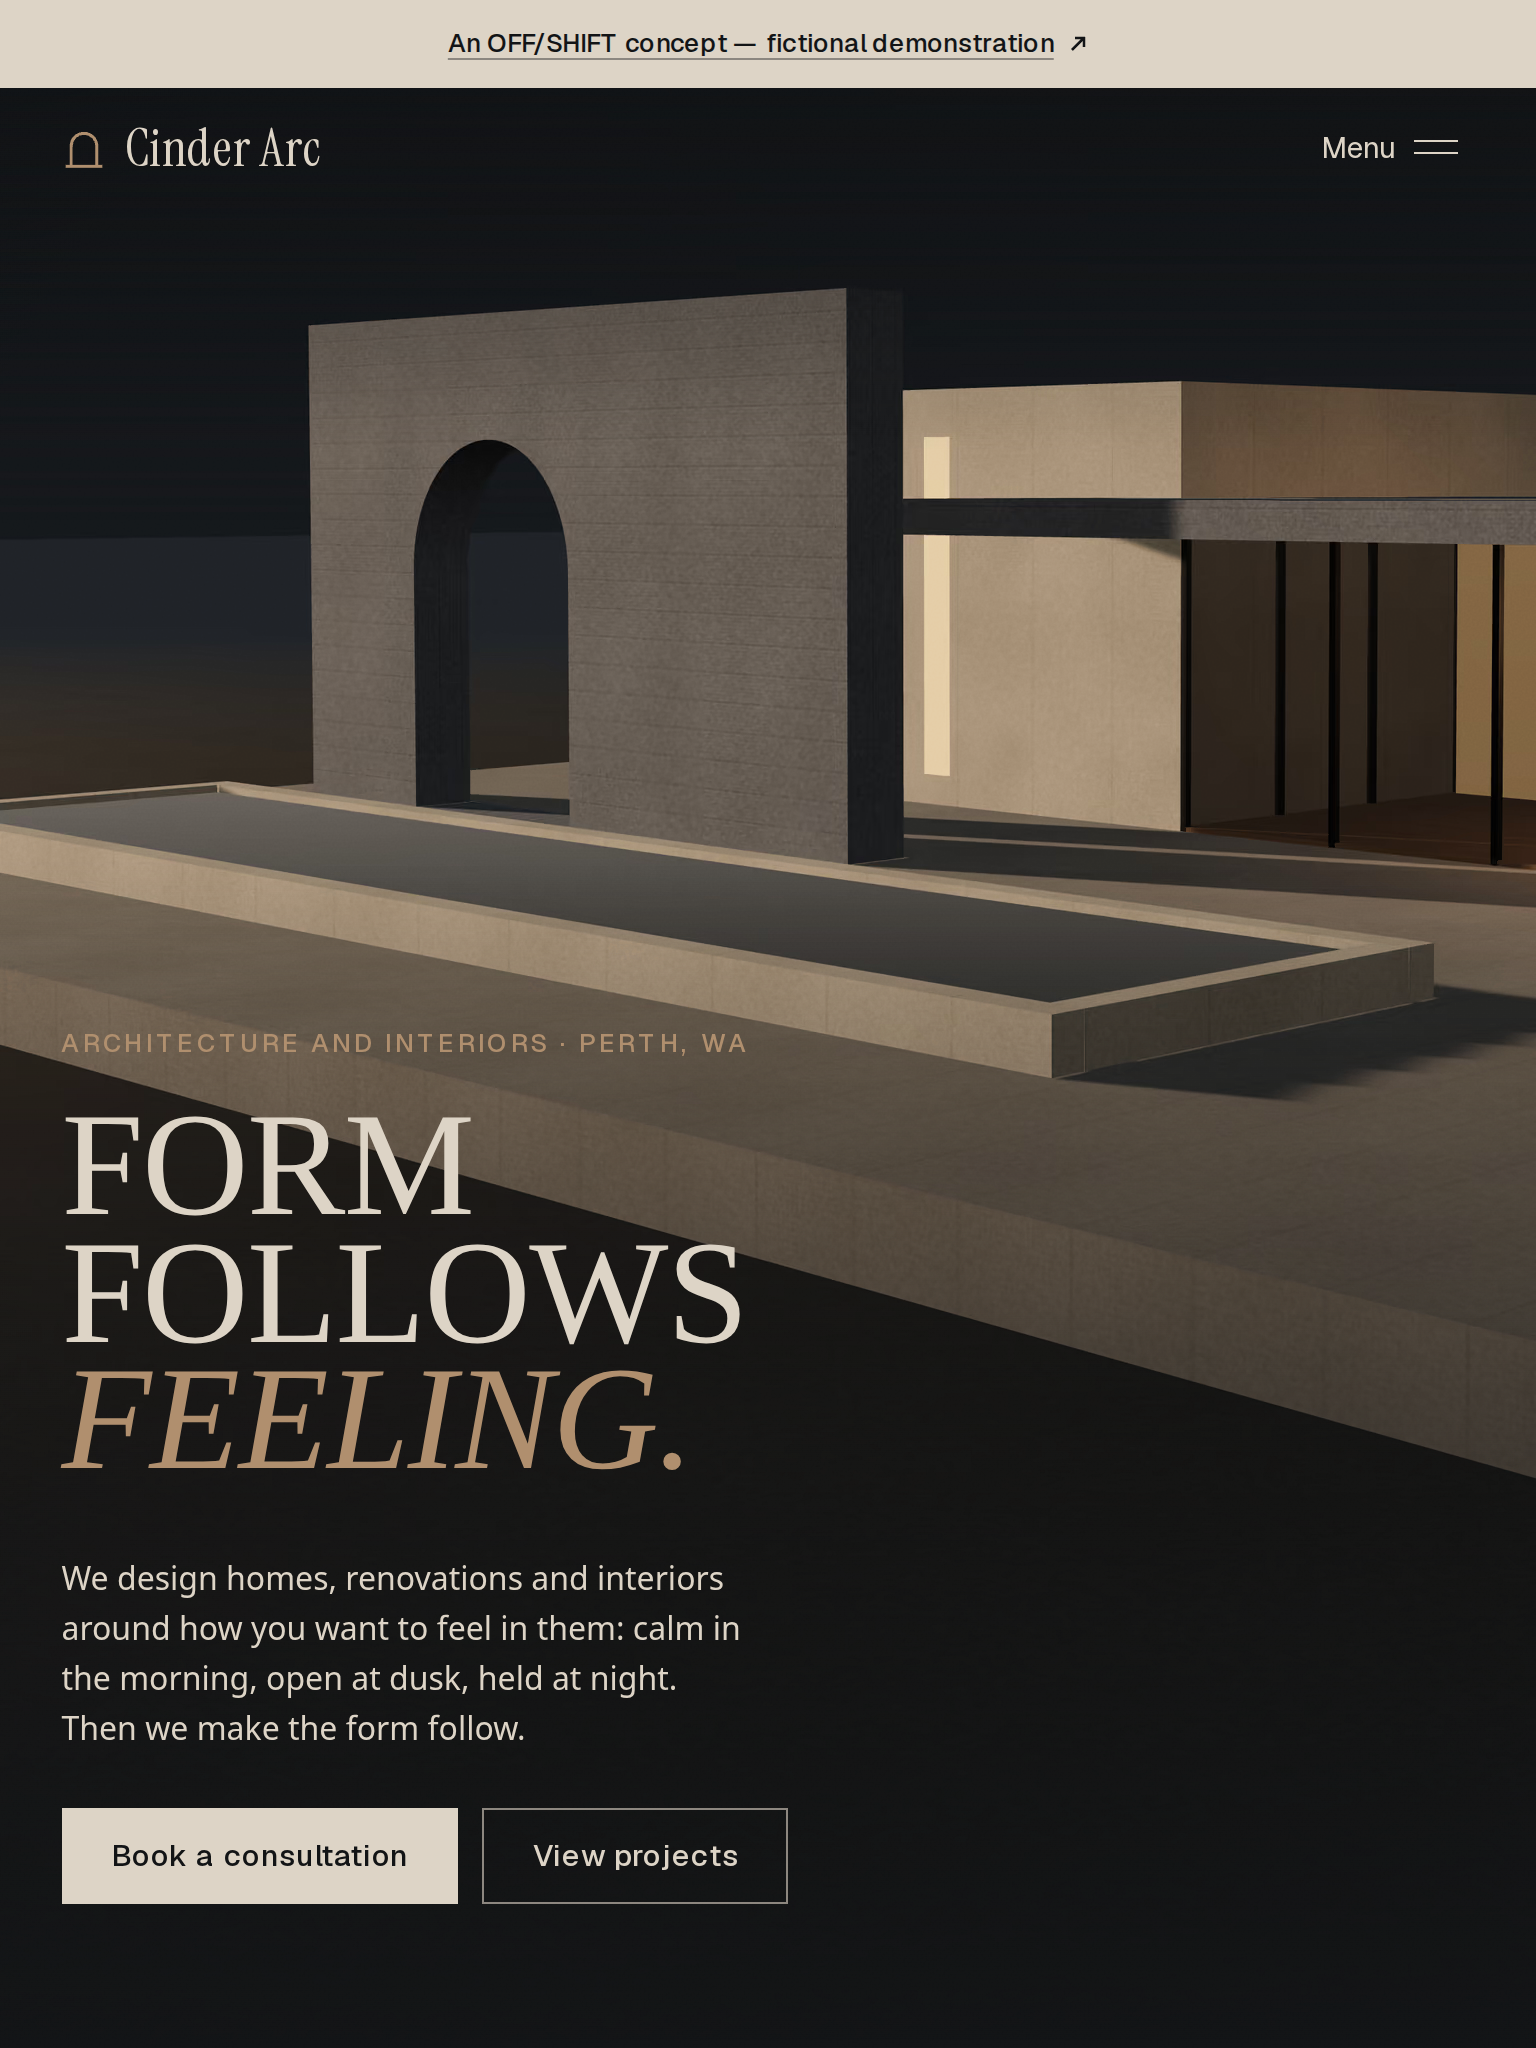 An OFF/SHIFT concept — fictional demonstration ↗
Cinder Arc
Menu
ARCHITECTURE AND INTERIORS · PERTH, WA
FORM
FOLLOWS
FEELING.
We design homes, renovations and interiors
around how you want to feel in them: calm in
the morning, open at dusk, held at night.
Then we make the form follow.
Book a consultation
View projects